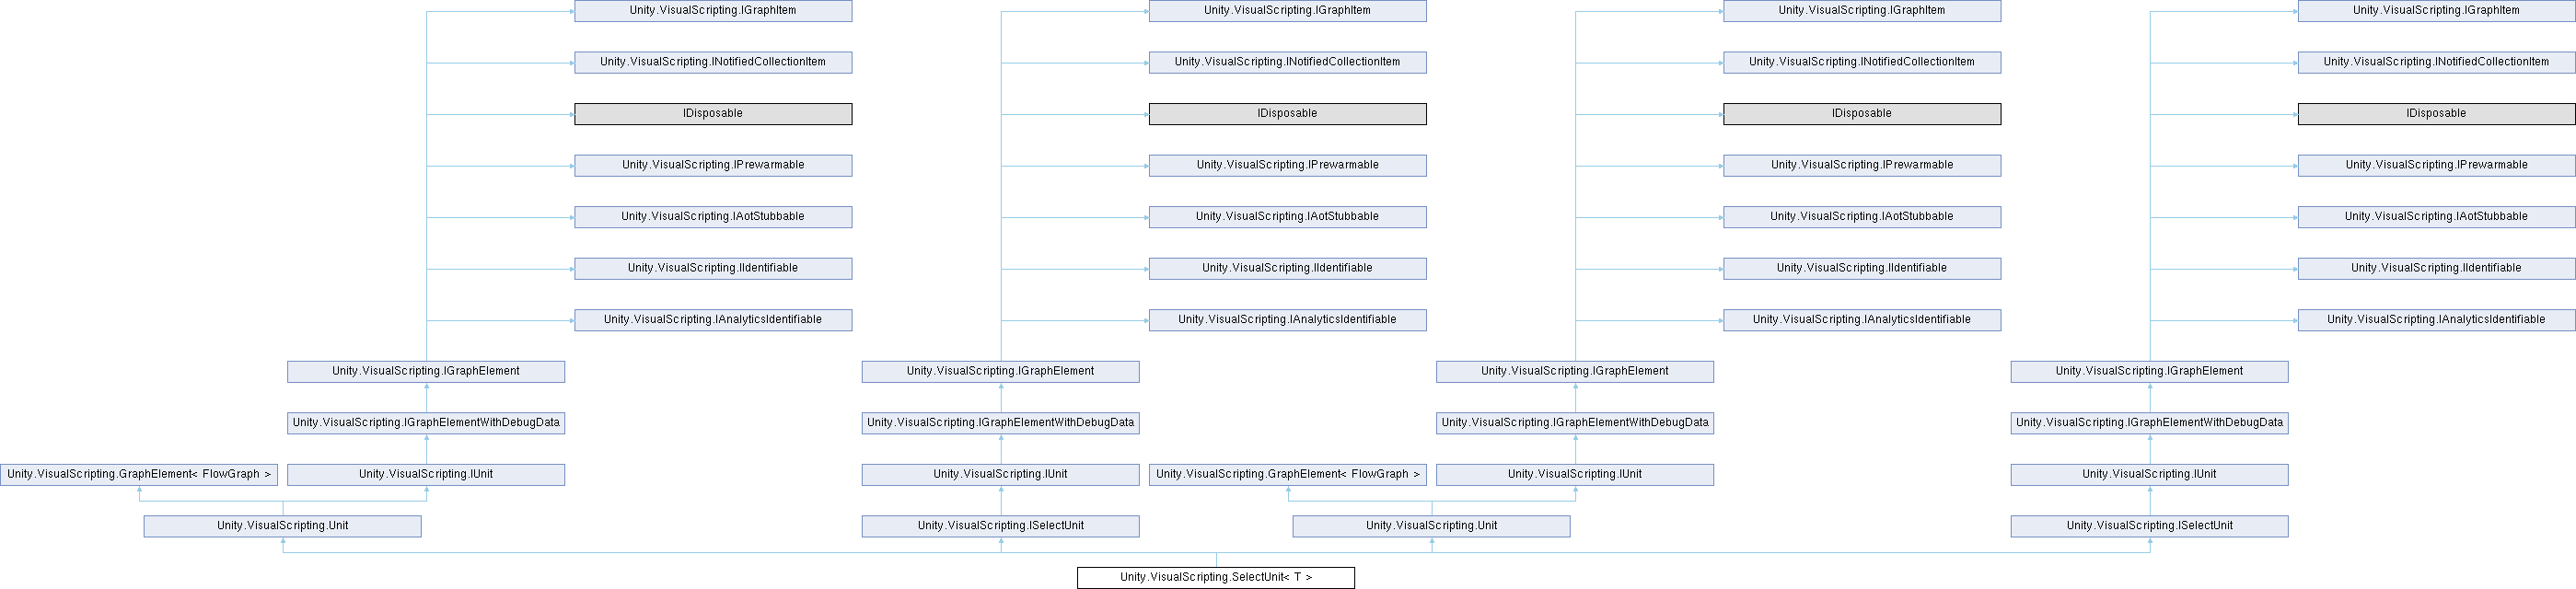 Unity.VisualScripting.IGraphItem
Unity.VisualScripting.IGraphItem
Unity.VisualScripting.IGraphItem
Unity.VisualScripting.IGraphItem
Unity.VisualScripting.INotifiedCollectionItem
Unity.VisualScripting.INotifiedCollectionItem
Unity.VisualScripting.INotifiedCollectionItem
Unity.VisualScripting.INotifiedCollectionItem
IDisposable
IDisposable
IDisposable
IDisposable
Unity.VisualScripting.IPrewarmable
Unity.VisualScripting.IPrewarmable
Unity.VisualScripting.IPrewarmable
Unity.VisualScripting.IPrewarmable
Unity.VisualScripting.IAotStubbable
Unity.VisualScripting.IAotStubbable
Unity.VisualScripting.IAotStubbable
Unity.VisualScripting.IAotStubbable
Unity.VisualScripting.IIdentifiable
Unity.VisualScripting.IIdentifiable
Unity.VisualScripting.IIdentifiable
Unity.VisualScripting.IIdentifiable
Unity.VisualScripting.IAnalyticsIdentifiable
Unity.VisualScripting.IAnalyticsIdentifiable
Unity.VisualScripting.IAnalyticsIdentifiable
Unity.VisualScripting.IAnalyticsIdentifiable
Unity.VisualScripting.IGraphElement
Unity.VisualScripting.IGraphElement
Unity.VisualScripting.IGraphElement
Unity.VisualScripting.IGraphElement
Unity.VisualScripting.IGraphElementWithDebugData
Unity.VisualScripting.IGraphElementWithDebugData
Unity.VisualScripting.IGraphElementWithDebugData
Unity.VisualScripting.IGraphElementWithDebugData
Unity.VisualScripting.GraphElement< FlowGraph >
Unity.VisualScripting.IUnit
Unity.VisualScripting.IUnit
Unity.VisualScripting.GraphElement< FlowGraph >
Unity.VisualScripting.IUnit
Unity.VisualScripting.IUnit
Unity.VisualScripting.Unit
Unity.VisualScripting.ISelectUnit
Unity.VisualScripting.Unit
Unity.VisualScripting.ISelectUnit
Unity.VisualScripting.SelectUnit< T >